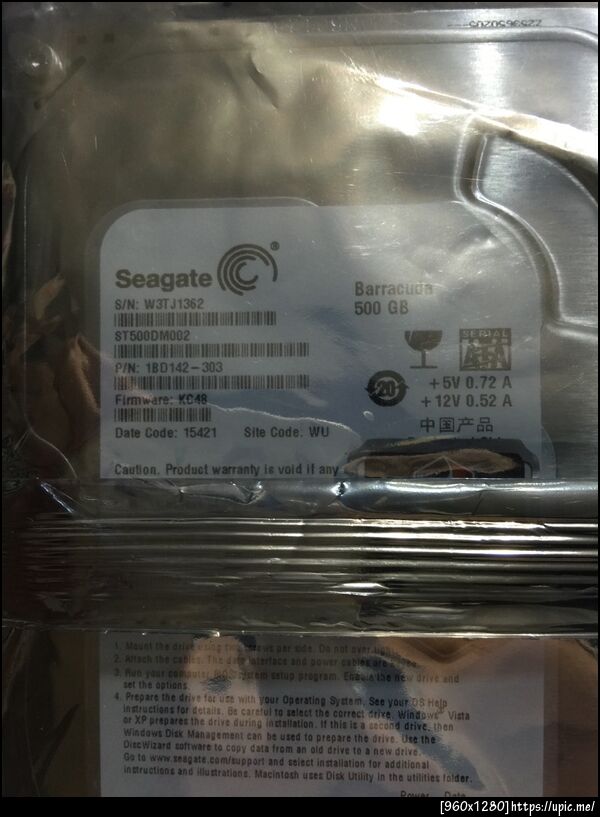 Seagate ®
S/N: W3TJ1362
ST500DM002
P/N: 1BD142-303
Firmware: KC48
Date Code: 15421 Site Code: WU
Barracuda
500 GB
SERIAL
ATA
20
+5V 0.72 A
+12V 0.52 A
中国产品
Caution. Product warranty is void if any
1. Mount the drive using two screws per side. Do not over
2. Attach the cables. The data interface and power cables are
3. Run your computer system setup program. Enable the new drive and
set the options.
4. Prepare the drive for use with your Operating System. See your OS Help
instructions for details. Be careful to select the correct drive. Windows Vista
or XP prepares the drive during installation. If this is a second drive, then
Windows Disk Management can be used to prepare the drive. Use the
DiscWizard software to copy data from an old drive to a new drive.
Go to www.seagate.com/support and select installation for additional
instructions and illustrations. Macintosh uses Disk Utility in the utilities folder.
Power Data
[960x1280]https://upic.me/